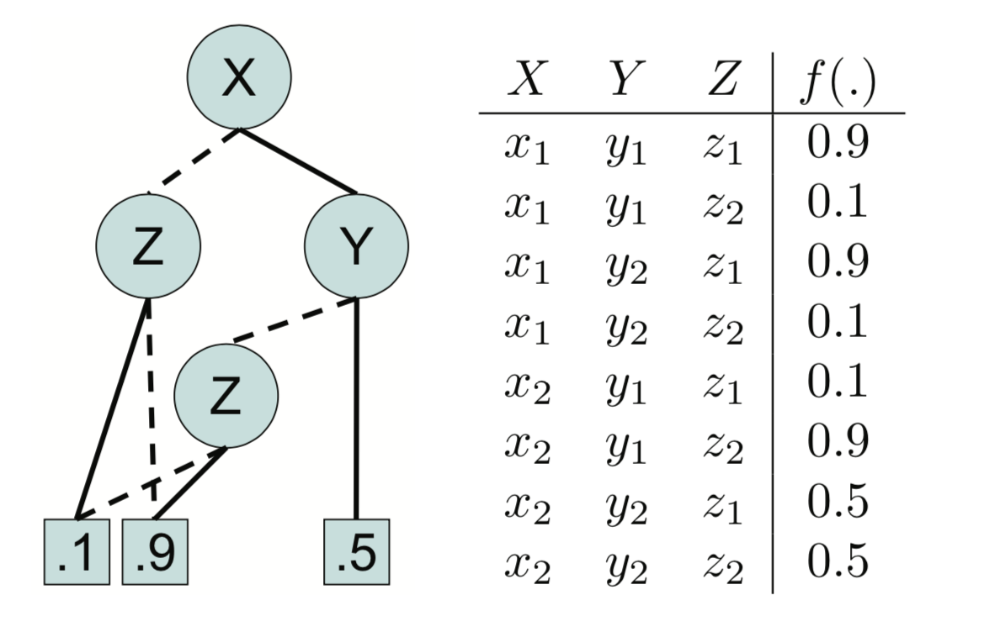 X
Z Y
Z
.1 .9 .5
X Y Z f(.)
x₁ y₁ z₁ 0.9
x₁ y₁ z₂ 0.1
x₁ y₂ z₁ 0.9
x₁ y₂ z₂ 0.1
x₂ y₁ z₁ 0.1
x₂ y₁ z₂ 0.9
x₂ y₂ z₁ 0.5
x₂ y₂ z₂ 0.5